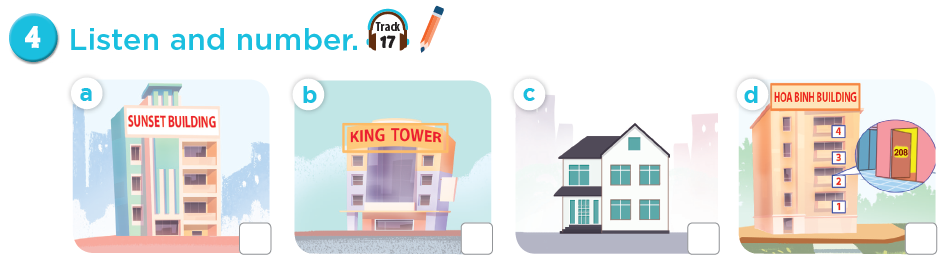 4 Listen and number. Track 17
a
SUNSET BUILDING
b
KING TOWER
c
d
HOA BINH BUILDING
4
3
2
1
208